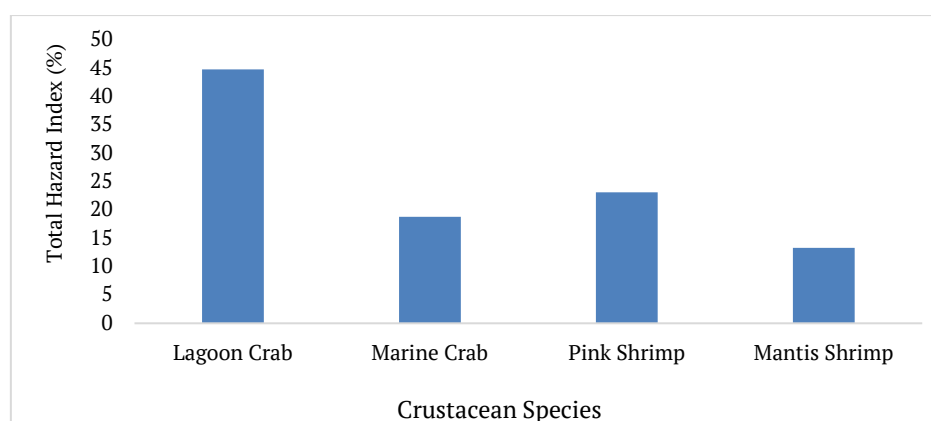 Total Hazard Index (%)
50
45
40
35
30
25
20
15
10
5
0
Lagoon Crab
Marine Crab
Pink Shrimp
Mantis Shrimp
Crustacean Species